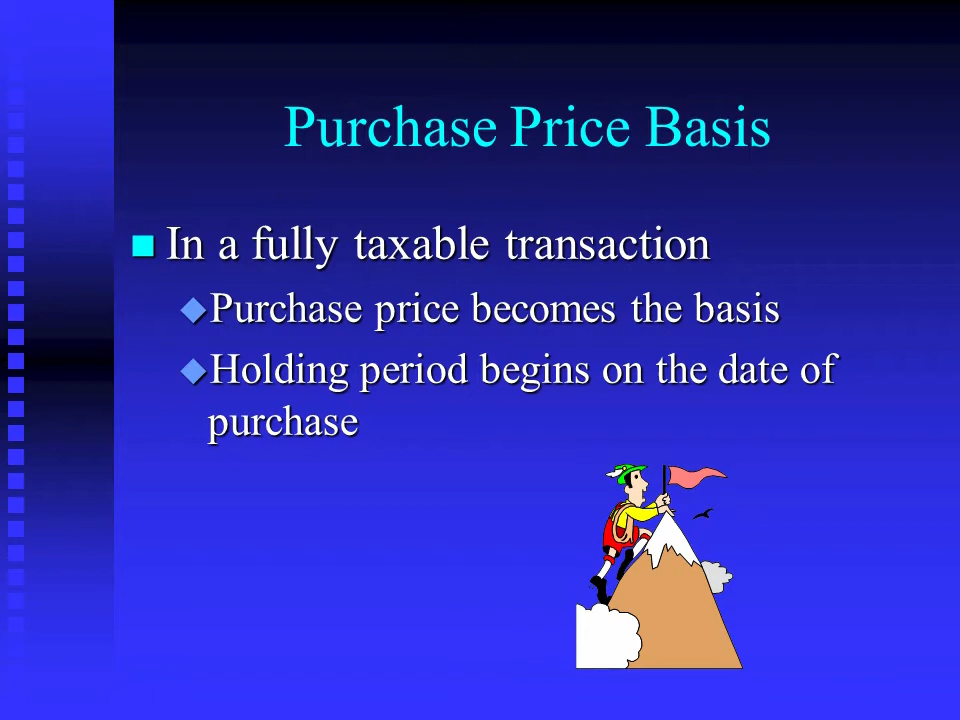 Purchase Price Basis
In a fully taxable transaction
Purchase price becomes the basis
Holding period begins on the date of
purchase